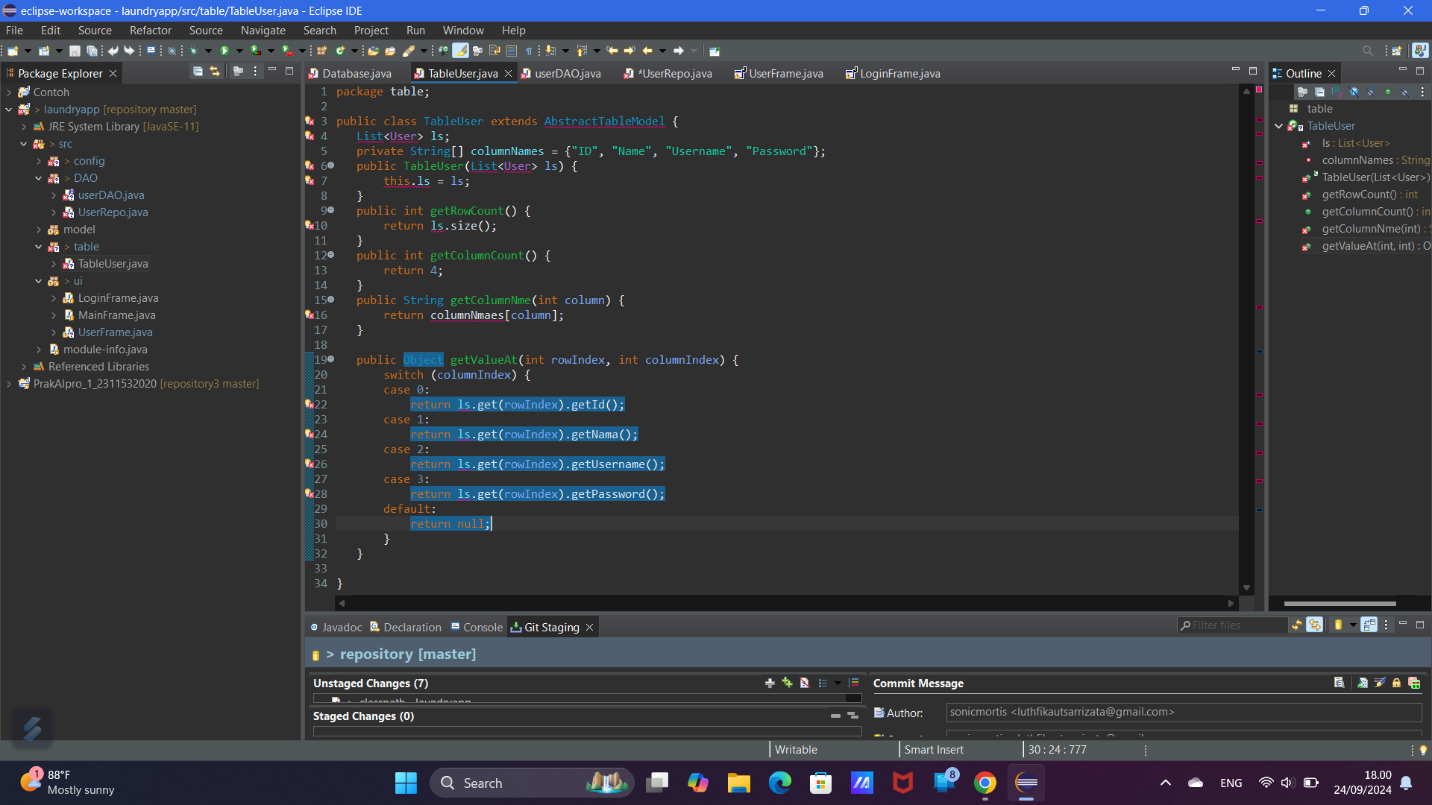 eclipse-workspace - laundryapp/src/table/TableUser.java - Eclipse IDE
File Edit Source Refactor Source Navigate Search Project Run Window Help
Package Explorer
Contoh
> laundryapp [repository master]
JRE System Library [JavaSE-11]
> src
> config
> DAO
userDAO.java
UserRepo.java
model
> table
TableUser.java
> ui
LoginFrame.java
MainFrame.java
UserFrame.java
module-info.java
Referenced Libraries
PrakAlpro_1_2311532020 [repository3 master]
Database.java TableUser.java userDAO.java *UserRepo.java UserFrame.java LoginFrame.java
1 package table;
2
3 public class TableUser extends AbstractTableModel {
4 List<User> ls;
5 private String[] columnNames = {"ID", "Name", "Username", "Password"};
6 public TableUser(List<User> ls) {
7 this.ls = ls;
8 }
9 public int getRowCount() {
10 return ls.size();
11 }
12 public int getColumnCount() {
13 return 4;
14 }
15 public String getColumnNme(int column) {
16 return columnNmaes[column];
17 }
18
19 public Object getValueAt(int rowIndex, int columnIndex) {
20 switch (columnIndex) {
21 case 0:
22 return ls.get(rowIndex).getId();
23 case 1:
24 return ls.get(rowIndex).getNama();
25 case 2:
26 return ls.get(rowIndex).getUsername();
27 case 3:
28 return ls.get(rowIndex).getPassword();
29 default:
30 return null;
31 }
32 }
33
34 }
Outline
table
TableUser
ls : List<User>
columnNames : String
TableUser(List<User>)
getRowCount() : int
getColumnCount() : in
getColumnNme(int) : S
getValueAt(int, int) : O
Javadoc Declaration Console Git Staging
Filter files
> repository [master]
Unstaged Changes (7)
Staged Changes (0)
Commit Message
Author: sonicmortis <luthfikautsarrizata@gmail.com>
Writable Smart Insert 30 : 24 : 777
1
88°F
Mostly sunny
Search
8
ENG
18.00
24/09/2024